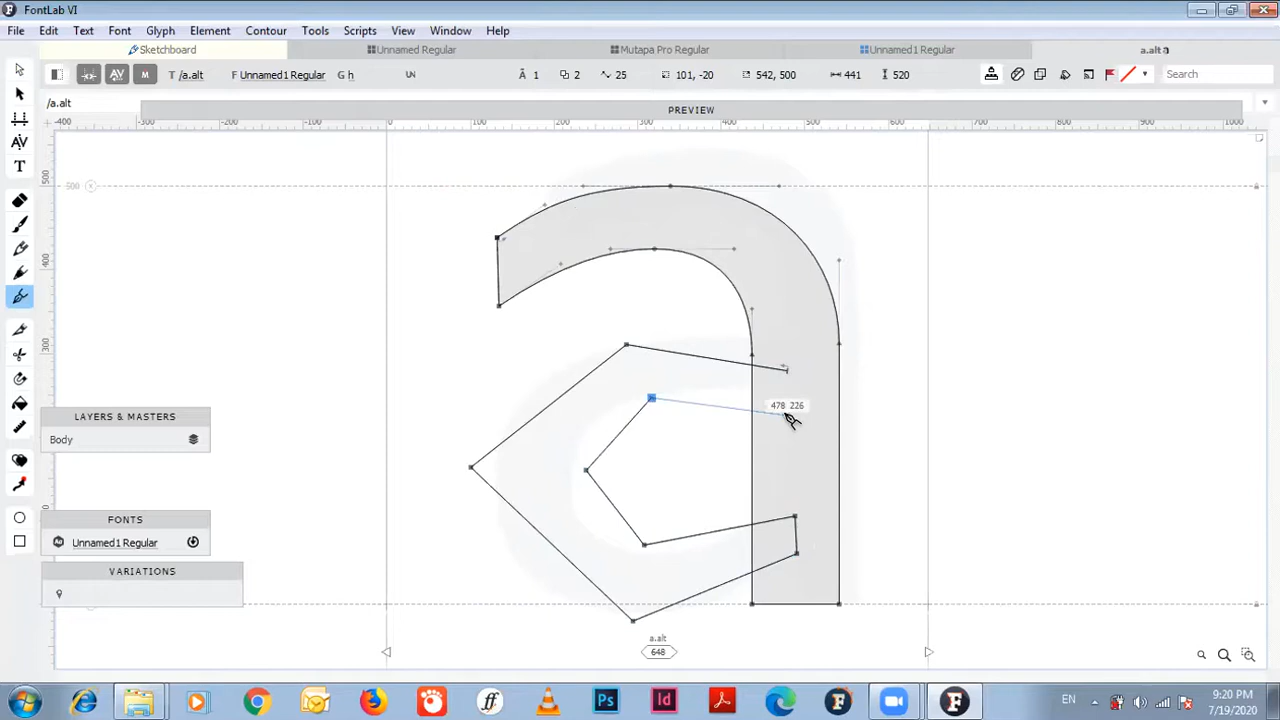 FontLab VI
File Edit Text Font Glyph Element Contour Tools Scripts View Window Help
Sketchboard Unnamed Regular Mutapa Pro Regular Unnamed1 Regular a.alt a
T /a.alt F Unnamed1 Regular G h UN 1 2 25 101, -20 542, 500 441 520 Search
/a.alt
PREVIEW
-400 -300 -200 -100 0 100 200 300 400 500 600 700 800 900 1000
500
500
400
300
478 226
LAYERS & MASTERS
Body
0
FONTS
Unnamed1 Regular
VARIATIONS
a.alt
648
EN
9:20 PM
7/19/2020